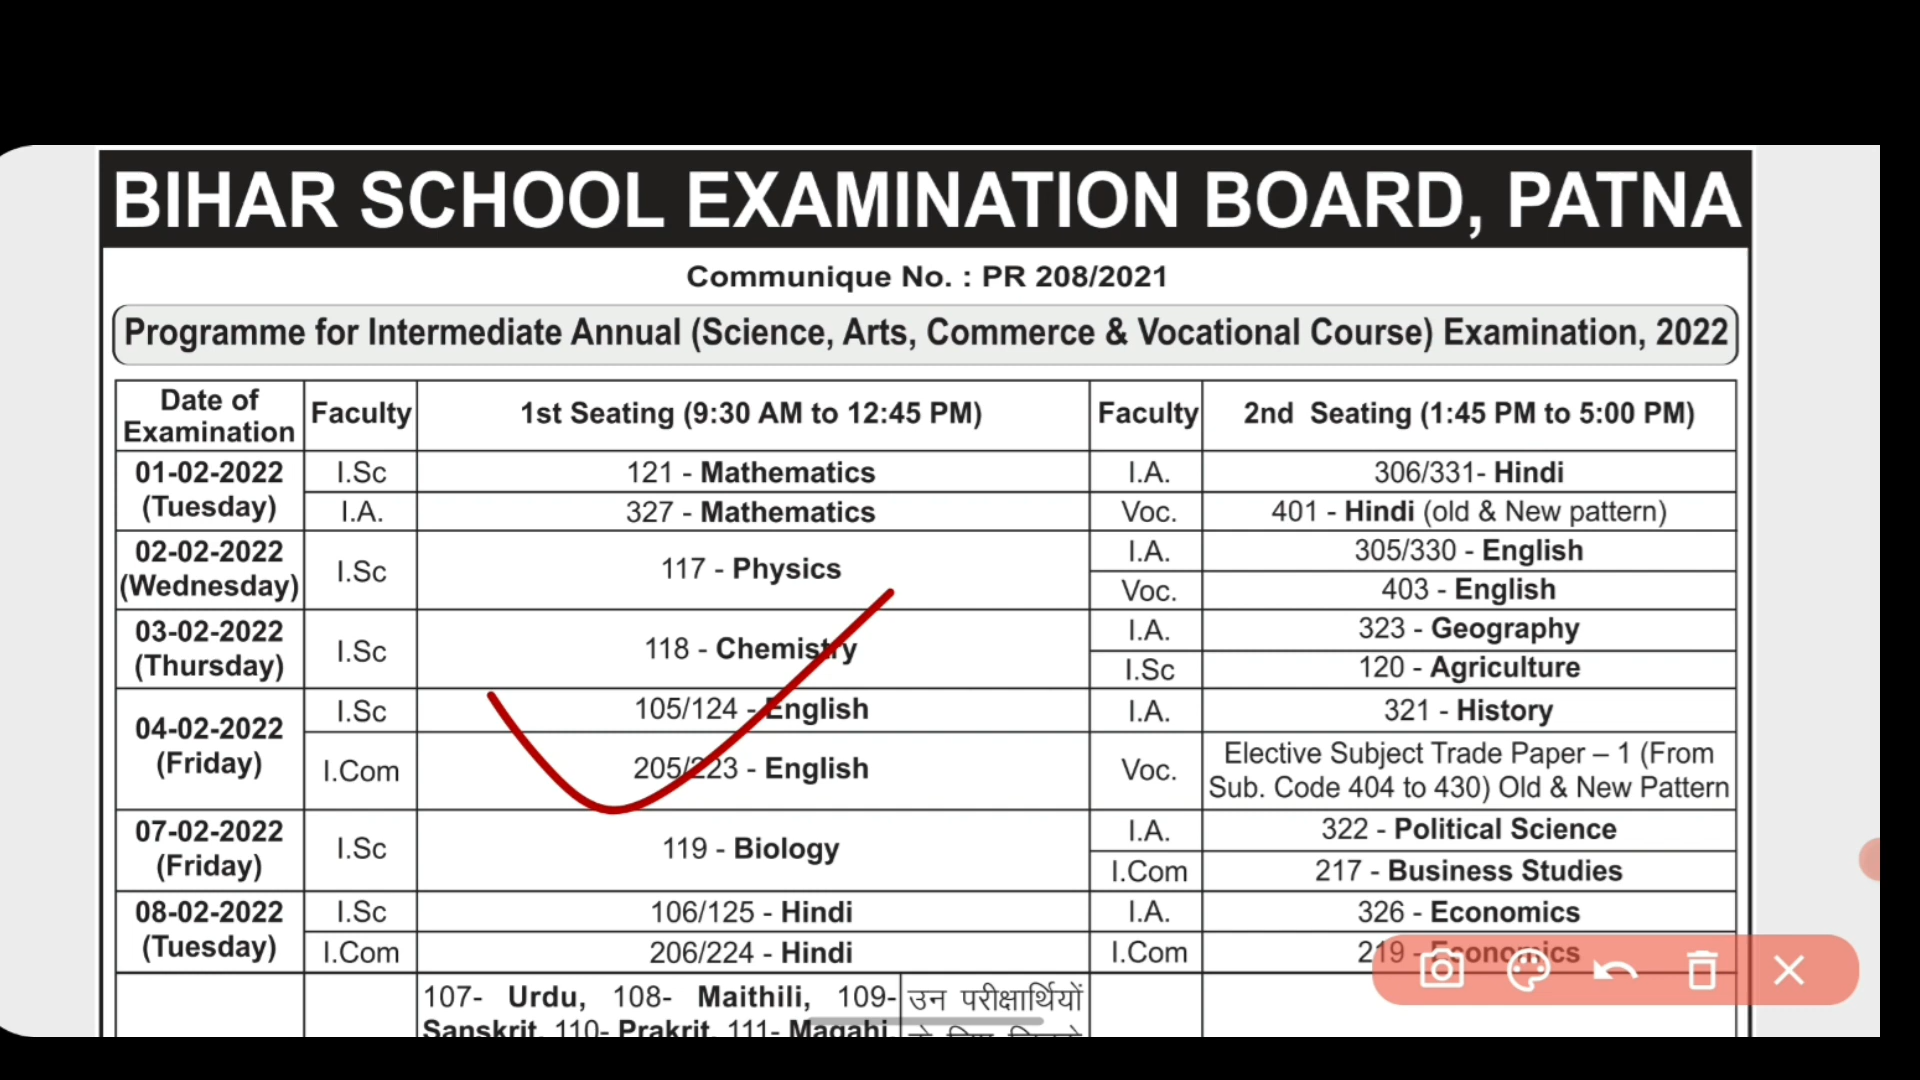 BIHAR SCHOOL EXAMINATION BOARD, PATNA
Communique No. : PR 208/2021
Programme for Intermediate Annual (Science, Arts, Commerce & Vocational Course) Examination, 2022
Date of Examination Faculty 1st Seating (9:30 AM to 12:45 PM) Faculty 2nd Seating (1:45 PM to 5:00 PM)
01-02-2022 (Tuesday) I.Sc 121 - Mathematics I.A. 306/331- Hindi
I.A. 327 - Mathematics Voc. 401 - Hindi (old & New pattern)
02-02-2022 (Wednesday) I.Sc 117 - Physics I.A. 305/330 - English
Voc. 403 - English
03-02-2022 (Thursday) I.Sc 118 - Chemistry I.A. 323 - Geography
I.Sc 120 - Agriculture
04-02-2022 (Friday) I.Sc 105/124 - English I.A. 321 - History
I.Com 205/223 - English Voc. Elective Subject Trade Paper – 1 (From
Sub. Code 404 to 430) Old & New Pattern
07-02-2022 (Friday) I.Sc 119 - Biology I.A. 322 - Political Science
I.Com 217 - Business Studies
08-02-2022 (Tuesday) I.Sc 106/125 - Hindi I.A. 326 - Economics
I.Com 206/224 - Hindi I.Com 219 - Economics
107- Urdu, 108- Maithili, 109- उन परीक्षार्थियों
Sanskrit, 110- Prakrit, 111- Magahi,